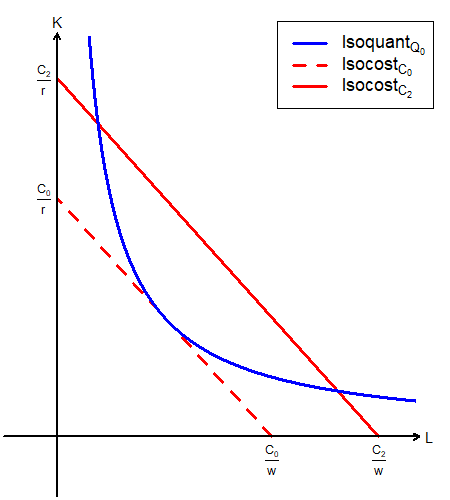 K
Isoquant_Q₀
Isocost_C₀
Isocost_C₂
C₂/r
C₀/r
L
C₀/w
C₂/w